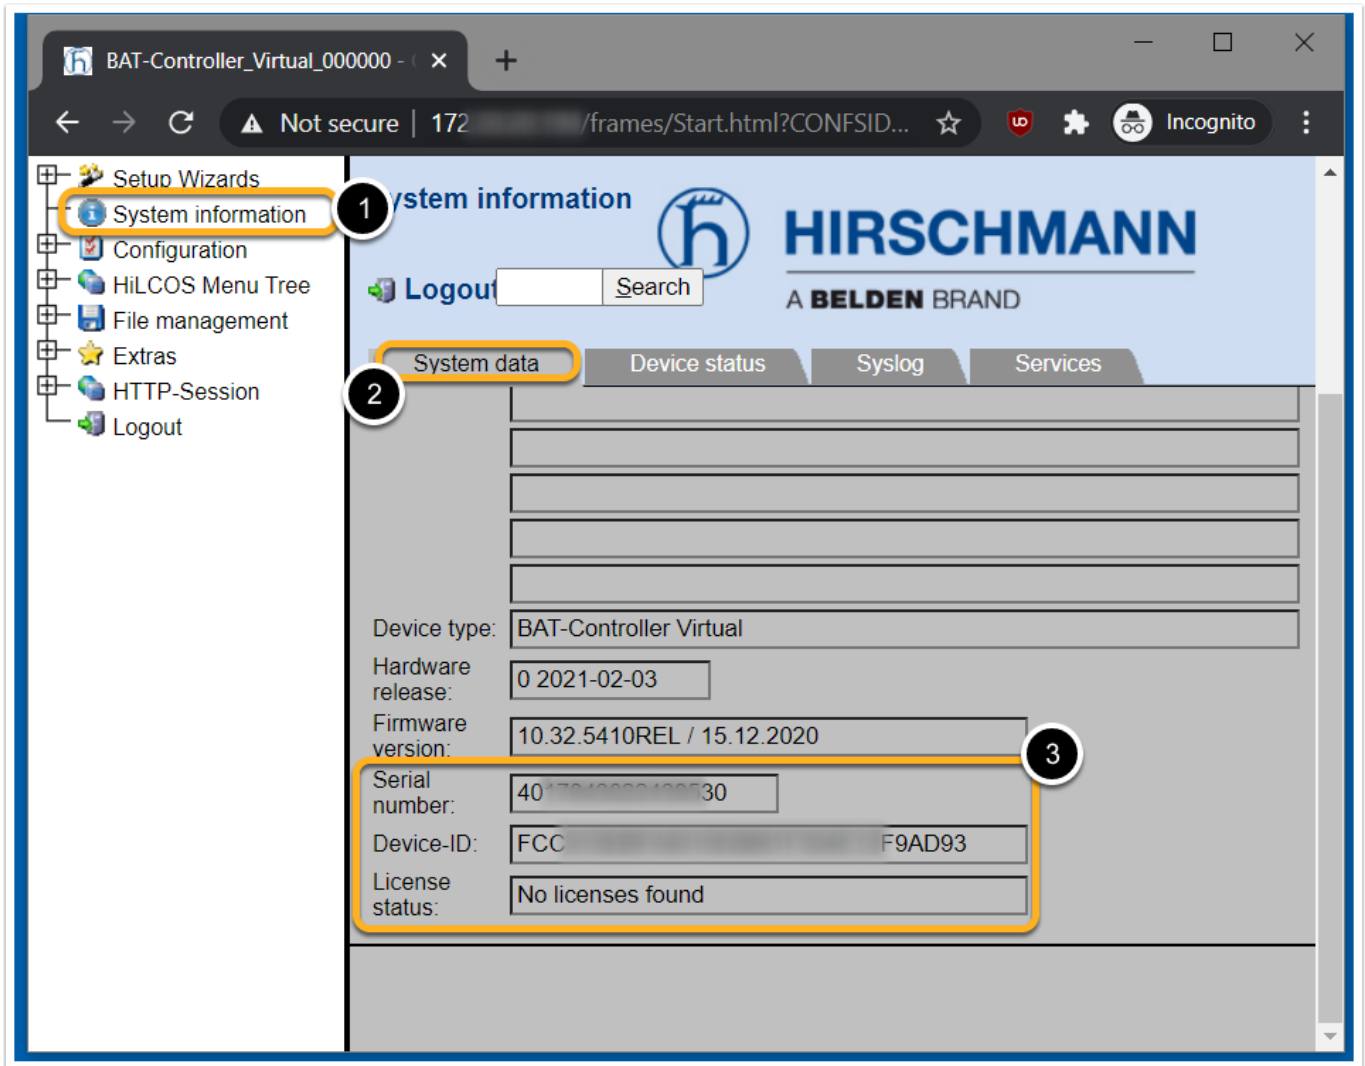 BAT-Controller_Virtual_000000 -
Not secure | 172 /frames/Start.html?CONFSID...
Incognito
Setup Wizards
System information
Configuration
HiLCOS Menu Tree
File management
Extras
HTTP-Session
Logout
1
ystem information
HIRSCHMANN
A BELDEN BRAND
Logout
Search
System data
Device status
Syslog
Services
2
Device type:
BAT-Controller Virtual
Hardware
release:
0 2021-02-03
Firmware
version:
10.32.5410REL / 15.12.2020
3
Serial
number:
40 30
Device-ID:
FCC F9AD93
License
status:
No licenses found